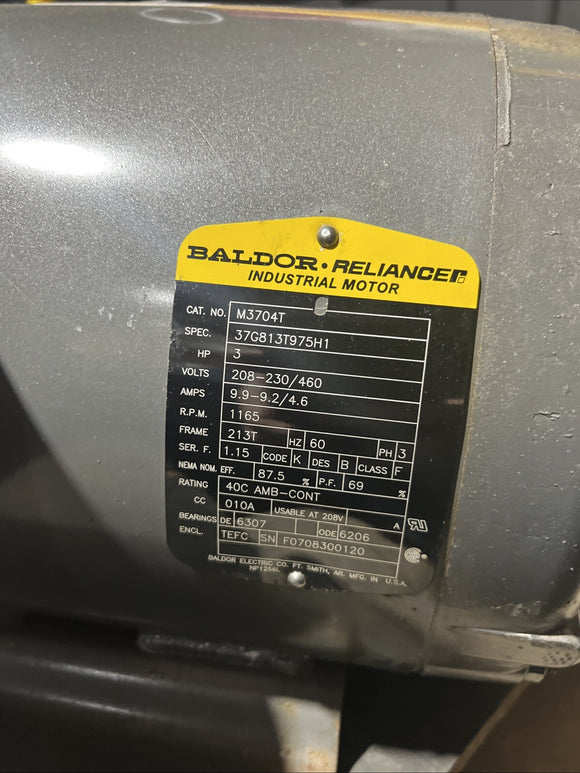 BALDOR • RELIANCE
INDUSTRIAL MOTOR
CAT. NO. M3704T
SPEC. 37G813T975H1
HP 3
VOLTS 208-230/460
AMPS 9.9-9.2/4.6
R.P.M. 1165
FRAME 213T HZ 60 PH 3
SER. F. 1.15 CODE K DES B CLASS F
NEMA NOM. EFF. 87.5 % P.F. 69 %
RATING 40C AMB-CONT
CC 010A USABLE AT 208V A
BEARINGS DE 6307 ODE 6206
ENCL. TEFC SN F0708300120
BALDOR ELECTRIC CO. FT. SMITH, AR. MFG. IN U.S.A.